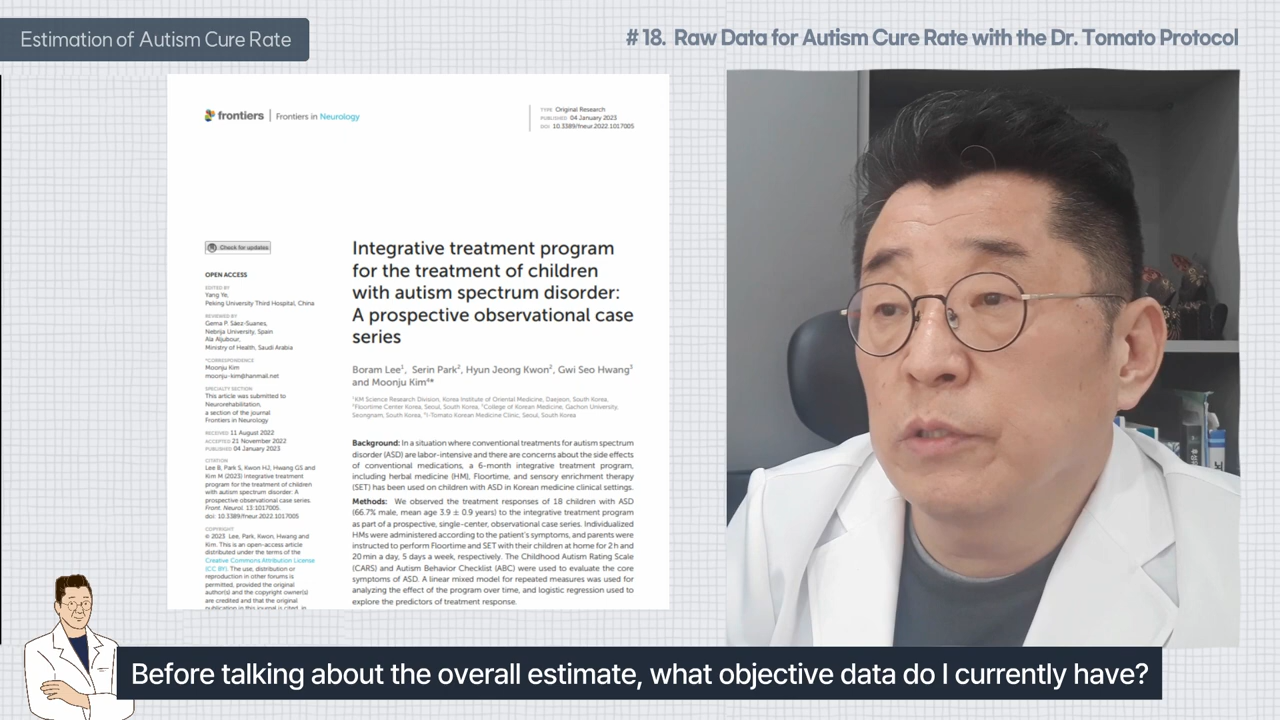 Estimation of Autism Cure Rate
# 18. Raw Data for Autism Cure Rate with the Dr. Tomato Protocol
frontiers | Frontiers in Neurology
TYPE Original Research
PUBLISHED 04 January 2023
DOI 10.3389/fneur.2022.1017005
Check for updates
OPEN ACCESS
EDITED BY
Yang Ye,
Peking University Third Hospital, China
REVIEWED BY
Gema P. Sáez-Suanes,
Nebrija University, Spain
Ala Aljubour,
Ministry of Health, Saudi Arabia
*CORRESPONDENCE
Moonju Kim
moonju-kim@hanmail.net
SPECIALTY SECTION
This article was submitted to
Neurorehabilitation,
a section of the journal
Frontiers in Neurology
RECEIVED 11 August 2022
ACCEPTED 21 November 2022
PUBLISHED 04 January 2023
CITATION
Lee B, Park S, Kwon HJ, Hwang GS and
Kim M (2023) Integrative treatment
program for the treatment of children
with autism spectrum disorder: A
prospective observational case series.
Front. Neurol. 13:1017005.
doi: 10.3389/fneur.2022.1017005
COPYRIGHT
© 2023 Lee, Park, Kwon, Hwang and
Kim. This is an open-access article
distributed under the terms of the
Creative Commons Attribution License
(CC BY). The use, distribution or
reproduction in other forums is
permitted, provided the original
author(s) and the copyright owner(s)
are credited and that the original
publication in this journal is cited, in
Integrative treatment program
for the treatment of children
with autism spectrum disorder:
A prospective observational case
series
Boram Lee¹, Serin Park², Hyun Jeong Kwon², Gwi Seo Hwang³
and Moonju Kim⁴*
¹KM Science Research Division, Korea Institute of Oriental Medicine, Daejeon, South Korea,
²Floortime Center Korea, Seoul, South Korea, ³College of Korean Medicine, Gachon University,
Seongnam, South Korea, ⁴I-Tomato Korean Medicine Clinic, Seoul, South Korea
Background: In a situation where conventional treatments for autism spectrum
disorder (ASD) are labor-intensive and there are concerns about the side effects
of conventional medications, a 6-month integrative treatment program,
including herbal medicine (HM), Floortime, and sensory enrichment therapy
(SET) has been used on children with ASD in Korean medicine clinical settings.
Methods: We observed the treatment responses of 18 children with ASD
(66.7% male, mean age 3.9 ± 0.9 years) to the integrative treatment program
as part of a prospective, single-center, observational case series. Individualized
HMs were administered according to the patient's symptoms, and parents were
instructed to perform Floortime and SET with their children at home for 2 h and
20 min a day, 5 days a week, respectively. The Childhood Autism Rating Scale
(CARS) and Autism Behavior Checklist (ABC) were used to evaluate the core
symptoms of ASD. A linear mixed model for repeated measures was used for
analyzing the effect of the program over time, and logistic regression used to
explore the predictors of treatment response.
Before talking about the overall estimate, what objective data do I currently have?